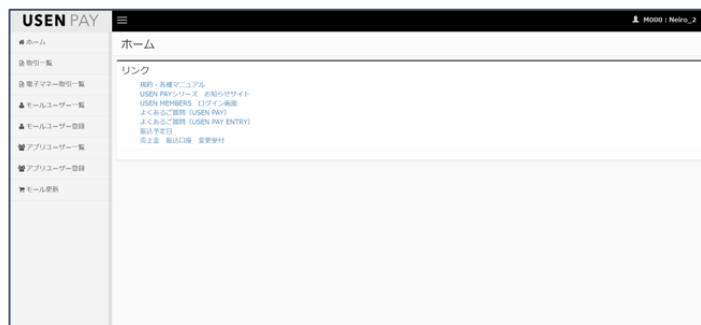 USEN PAY
M000 : Neiro_2
ホーム
取引一覧
電子マネー取引一覧
モールユーザー一覧
モールユーザー登録
アプリユーザー一覧
アプリユーザー登録
モール更新
ホーム
リンク
規約・各種マニュアル
USEN PAYシリーズ お知らせサイト
USEN MEMBERS ログイン画面
よくあるご質問（USEN PAY）
よくあるご質問（USEN PAY ENTRY）
振込予定日
売上金 振込口座 変更受付